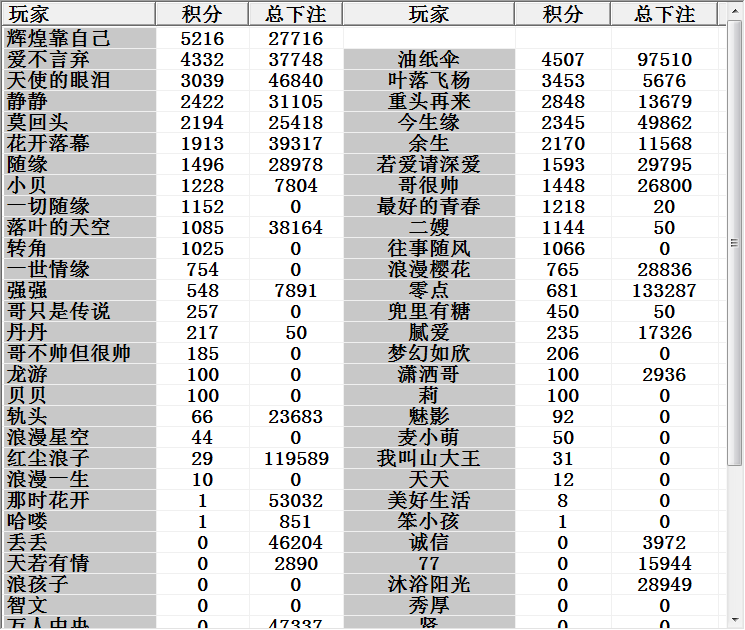 玩家 积分 总下注 玩家 积分 总下注
辉煌靠自己 5216 27716
爱不言弃 4332 37748 油纸伞 4507 97510
天使的眼泪 3039 46840 叶落飞杨 3453 5676
静静 2422 31105 重头再来 2848 13679
莫回头 2194 25418 今生缘 2345 49862
花开落幕 1913 39317 余生 2170 11568
随缘 1496 28978 若爱请深爱 1593 29795
小贝 1228 7804 哥很帅 1448 26800
一切随缘 1152 0 最好的青春 1218 20
落叶的天空 1085 38164 二嫂 1144 50
转角 1025 0 往事随风 1066 0
一世情缘 754 0 浪漫樱花 765 28836
强强 548 7891 零点 681 133287
哥只是传说 257 0 兜里有糖 450 50
丹丹 217 50 腻爱 235 17326
哥不帅但很帅 185 0 梦幻如欣 206 0
龙游 100 0 潇洒哥 100 2936
贝贝 100 0 莉 100 0
轨头 66 23683 魅影 92 0
浪漫星空 44 0 麦小萌 50 0
红尘浪子 29 119589 我叫山大王 31 0
浪漫一生 10 0 天天 12 0
那时花开 1 53032 美好生活 8 0
哈喽 1 851 笨小孩 1 0
丢丢 0 46204 诚信 0 3972
天若有情 0 2890 77 0 15944
浪孩子 0 0 沐浴阳光 0 28949
智文 0 0 秀厚 0 0
万人中央 0 47337 贤 0 0